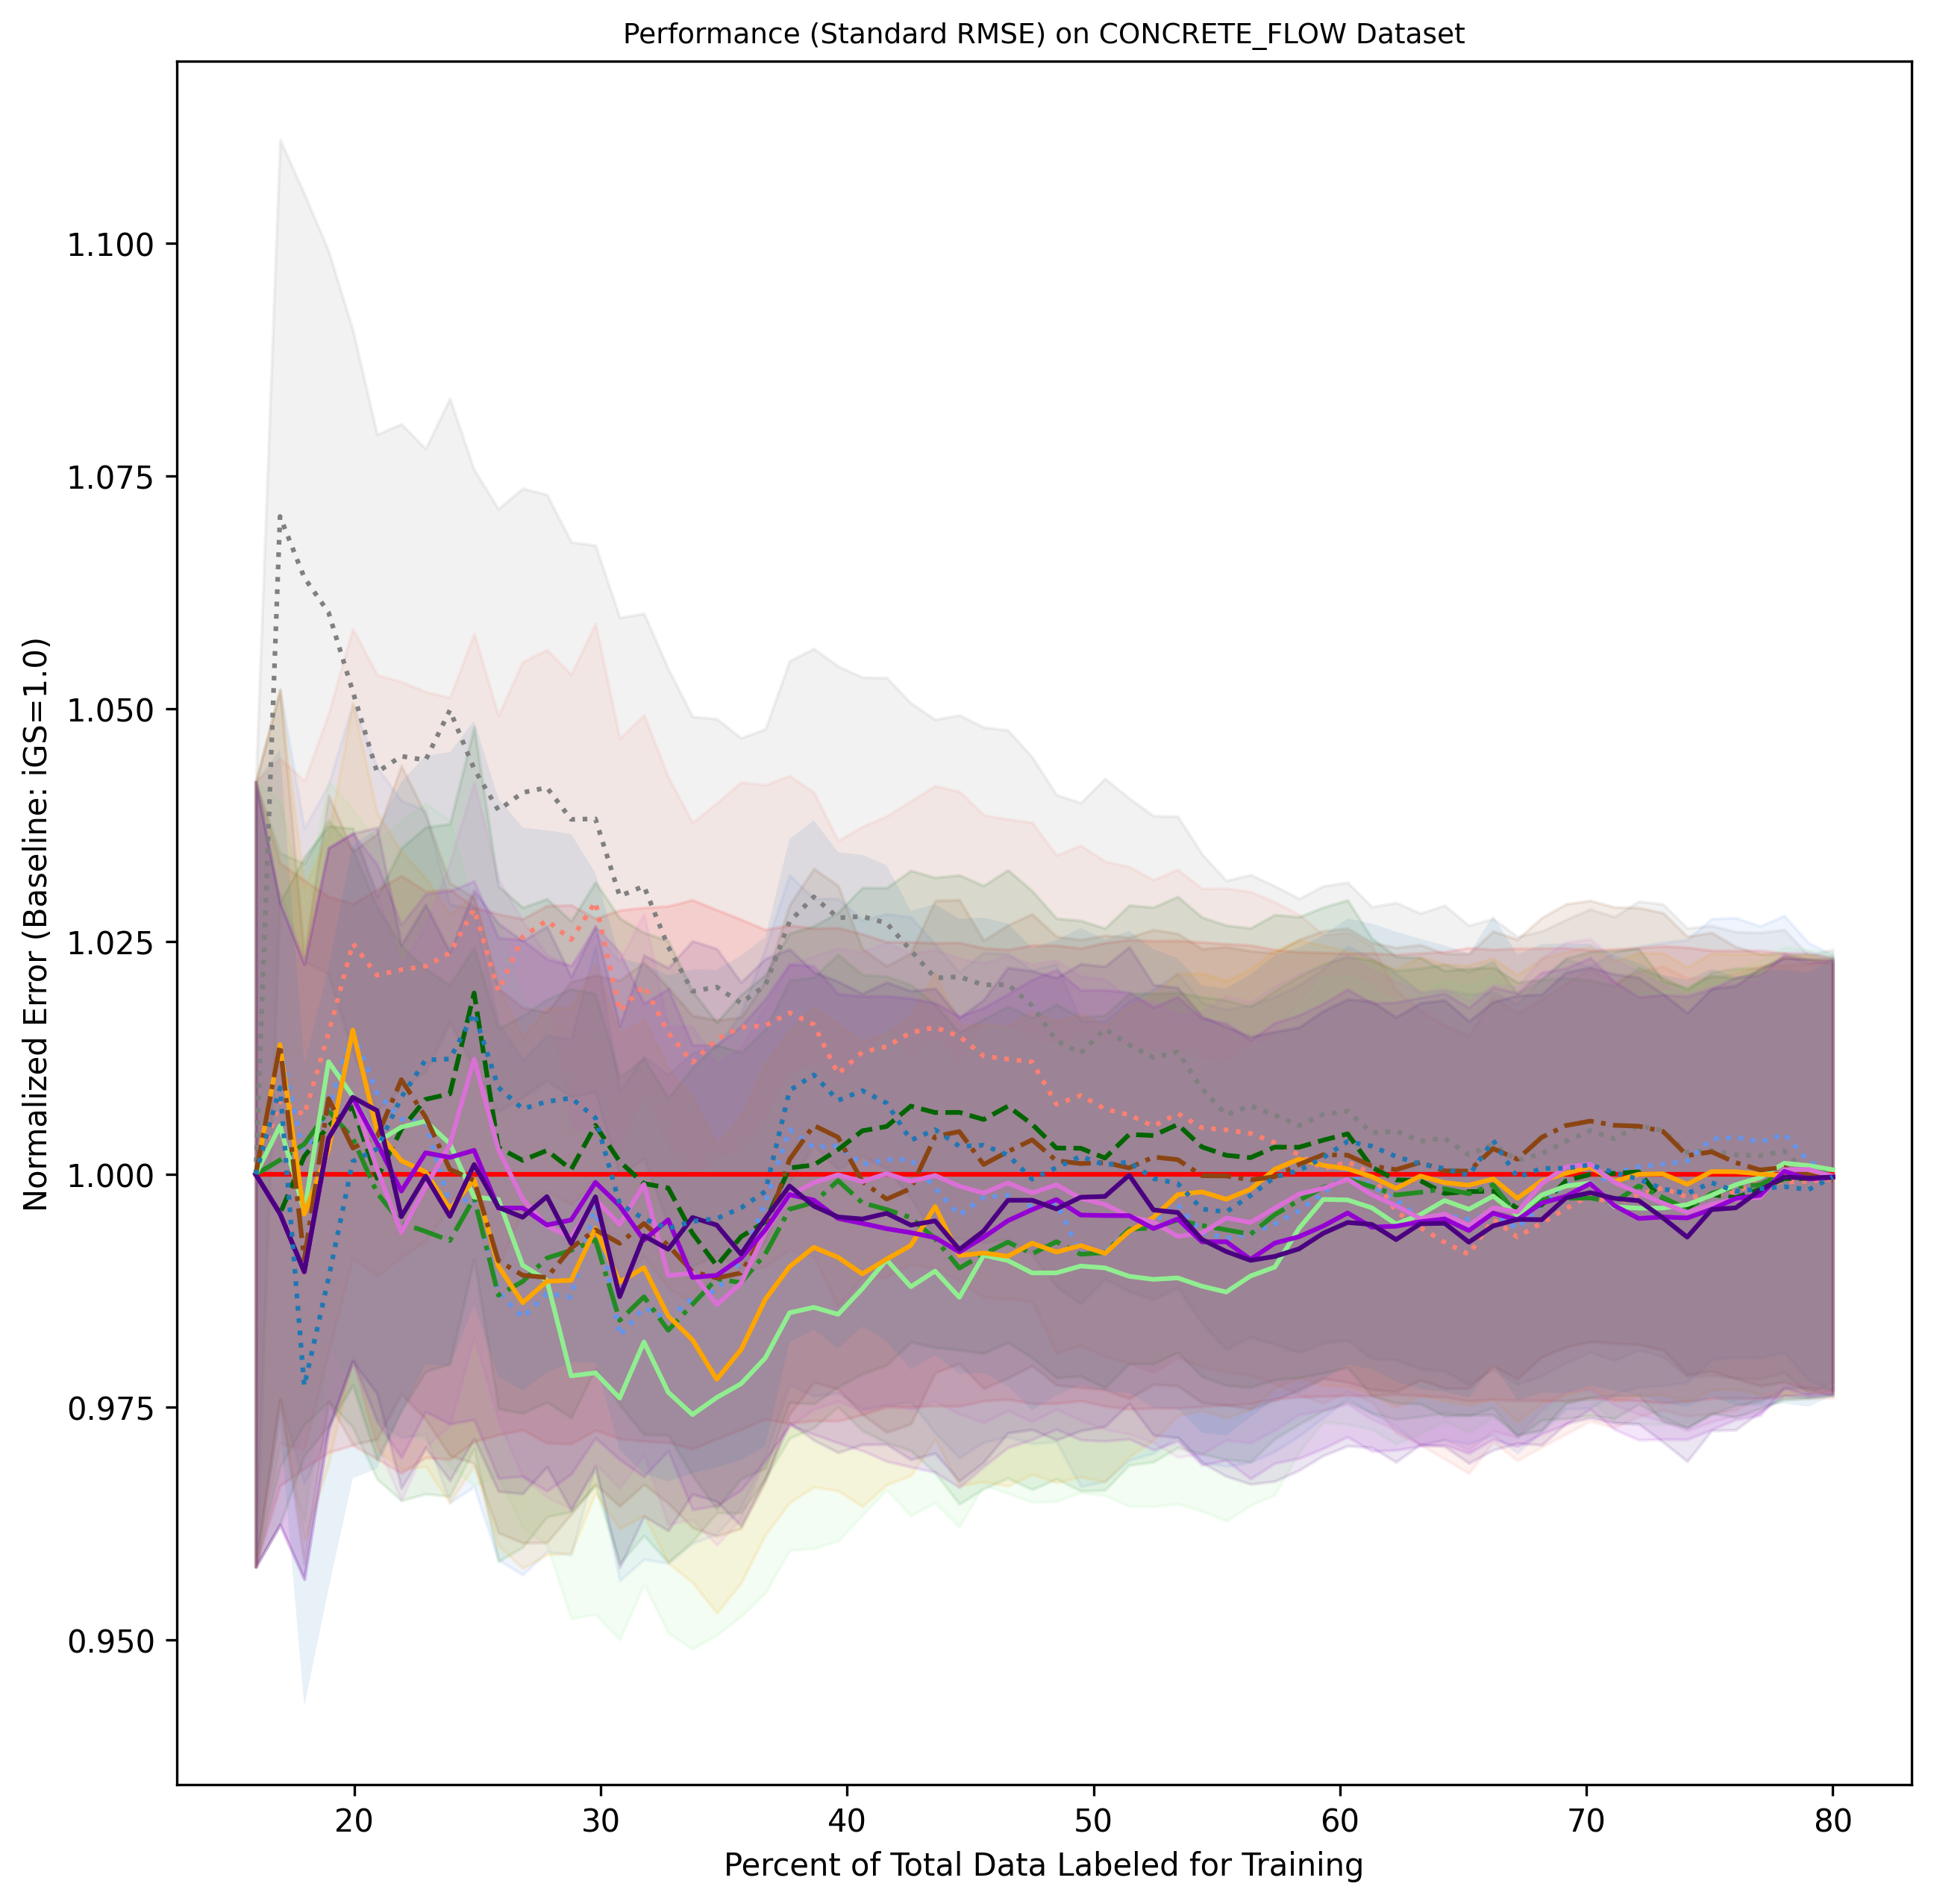 Performance (Standard RMSE) on CONCRETE_FLOW Dataset
Normalized Error (Baseline: iGS=1.0)
1.100
1.075
1.050
1.025
1.000
0.975
0.950
20 30 40 50 60 70 80
Percent of Total Data Labeled for Training